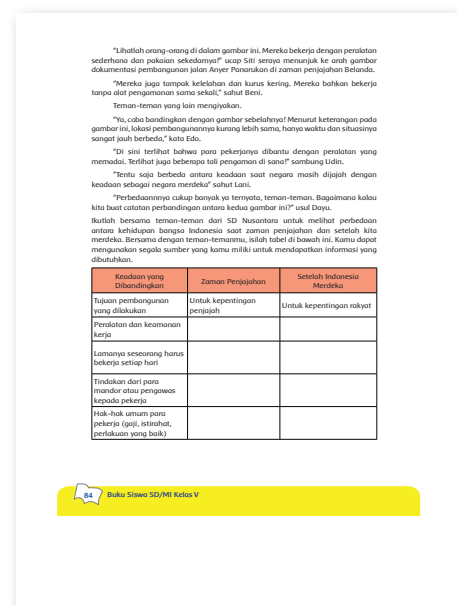 "Lihatlah orang-orang di dalam gambar ini. Mereka bekerja dengan peralatan
sederhana dan pakaian sekedarnya!" ucap Siti seraya menunjuk ke arah gambar
dokumentasi pembangunan jalan Anyer Panarukan di zaman penjajahan Belanda.
"Mereka juga tampak kelelahan dan kurus kering. Mereka bahkan bekerja
tanpa alat pengamanan sama sekali," sahut Beni.
Teman-teman yang lain mengiyakan.
"Ya, coba bandingkan dengan gambar sebelahnya! Menurut keterangan pada
gambar ini, lokasi pembangunannya kurang lebih sama, hanya waktu dan situasinya
sangat jauh berbeda," kata Edo.
"Di sini terlihat bahwa para pekerjanya dibantu dengan peralatan yang
memadai. Terlihat juga beberapa tali pengaman di sana!" sambung Udin.
"Tentu saja berbeda antara keadaan saat negara masih dijajah dengan
keadaan sebagai negara merdeka" sahut Lani.
"Perbedaannnya cukup banyak ya ternyata, teman-teman. Bagaimana kalau
kita buat catatan perbandingan antara kedua gambar ini?" usul Dayu.
Ikutlah bersama teman-teman dari SD Nusantara untuk melihat perbedaan
antara kehidupan bangsa Indonesia saat zaman penjajahan dan setelah kita
merdeka. Bersama dengan teman-temanmu, isilah tabel di bawah ini. Kamu dapat
mengunakan segala sumber yang kamu miliki untuk mendapatkan informasi yang
dibutuhkan.
Keadaan yang
Dibandingkan
Zaman Penjajahan
Setelah Indonesia
Merdeka
Tujuan pembangunan
yang dilakukan
Untuk kepentingan
penjajah
Untuk kepentingan rakyat
Peralatan dan keamanan
kerja
Lamanya seseorang harus
bekerja setiap hari
Tindakan dari para
mandor atau pengawas
kepada pekerja
Hak-hak umum para
pekerja (gaji, istirahat,
perlakuan yang baik)
84 Buku Siswa SD/MI Kelas V